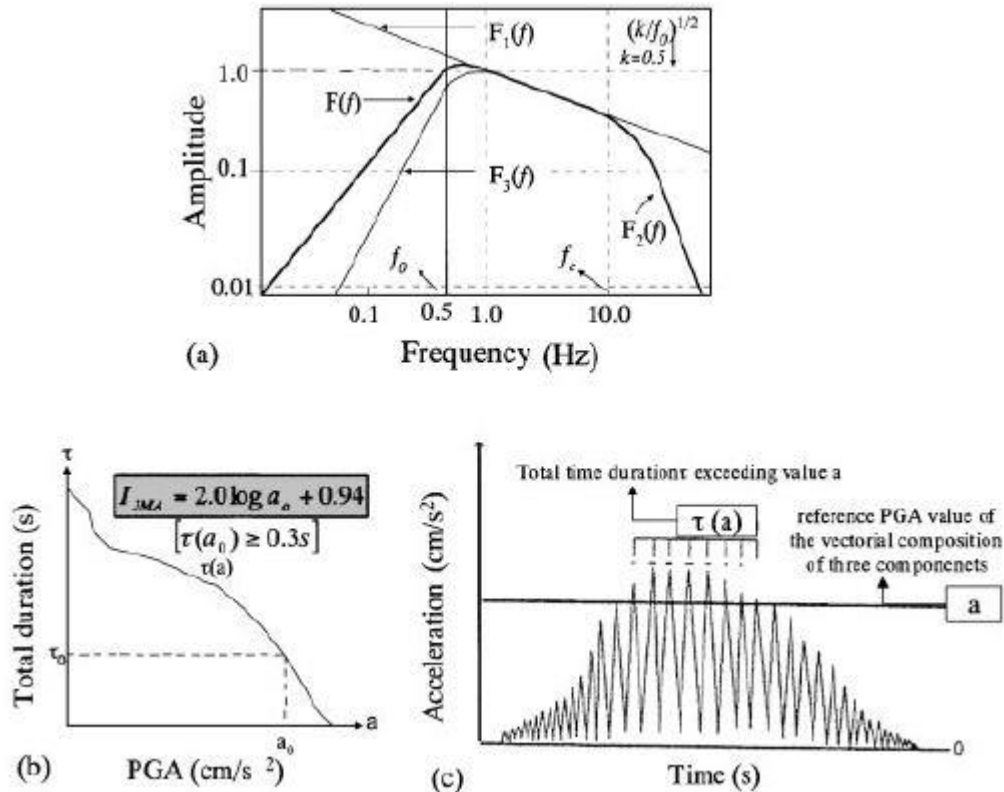 F₁(f)
(k/f₀)¹/²
k=0.5
1.0
F(f)
Amplitude
0.1
F₃(f)
F₂(f)
f₀
f_c
0.01
0.1
0.5
1.0
10.0
(a)
Frequency (Hz)
τ
I_JMA = 2.0 log a₀ + 0.94
[τ(a₀) ≥ 0.3s]
τ(a)
Total duration (s)
τ₀
a
a₀
(b)
PGA (cm/s ²)
Total time durationτ exceeding value a
τ (a)
reference PGA value of
the vectorial composition
of three componenets
a
Acceleration (cm/s²)
0
(c)
Time (s)